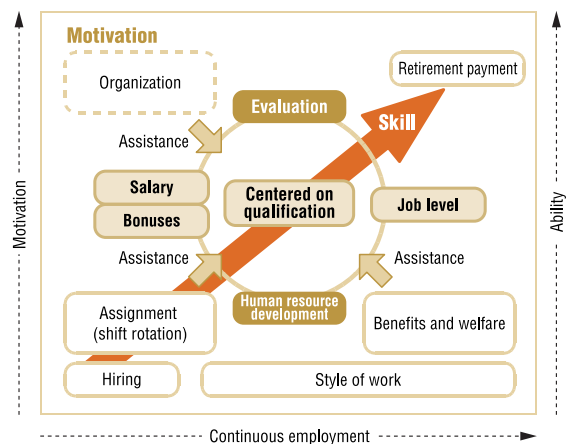 Motivation
Organization
Retirement payment
Evaluation
Skill
Assistance
Salary
Bonuses
Centered on
qualification
Job level
Assistance
Assistance
Human resource
development
Assignment
(shift rotation)
Benefits and welfare
Hiring
Style of work
Motivation
Ability
Continuous employment